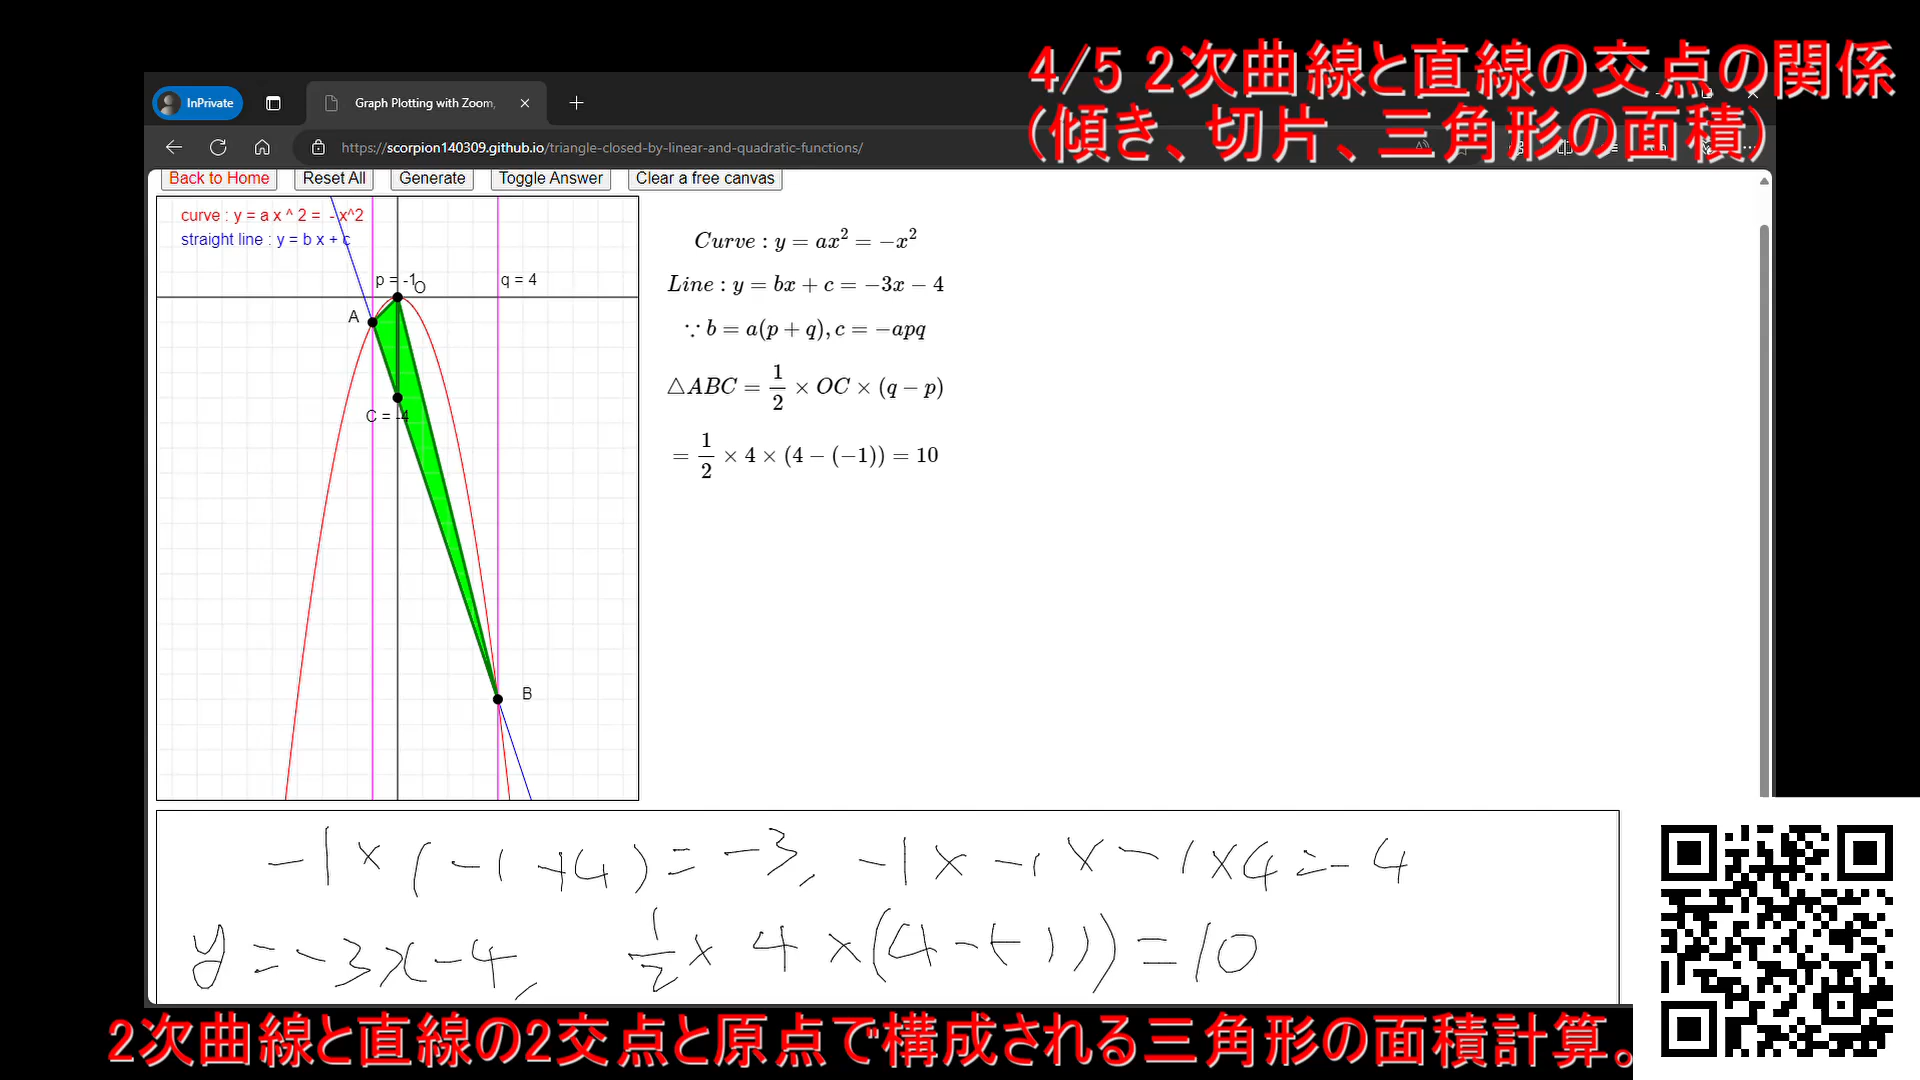 4/5 2次曲線と直線の交点の関係
(傾き、切片、三角形の面積)
InPrivate
Graph Plotting with Zoom,
https://scorpion140309.github.io/triangle-closed-by-linear-and-quadratic-functions/
Back to Home Reset All Generate Toggle Answer Clear a free canvas
curve : y = a x ^ 2 = - x^2
straight line : y = b x + c
p = -1
O
q = 4
A
C = -4
B
Curve : y = ax² = −x²
Line : y = bx + c = −3x − 4
∵ b = a(p + q), c = −apq
△ABC = 1/2 × OC × (q − p)
= 1/2 × 4 × (4 − (−1)) = 10
-1×(-1+4)=-3, -1×-1×-1×4=-4
y=-3x-4, 1/2×4×(4-(-1))=10
2次曲線と直線の2交点と原点で構成される三角形の面積計算。